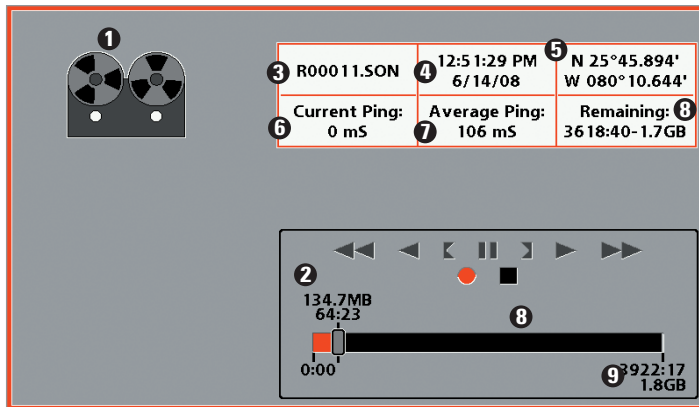 1
3 R00011.SON
4 12:51:29 PM
6/14/08
5 N 25°45.894'
W 080°10.644'
6 Current Ping:
0 mS
7 Average Ping:
106 mS
Remaining: 8
3618:40-1.7GB
2
134.7MB
64:23
8
0:00
9 3922:17
1.8GB